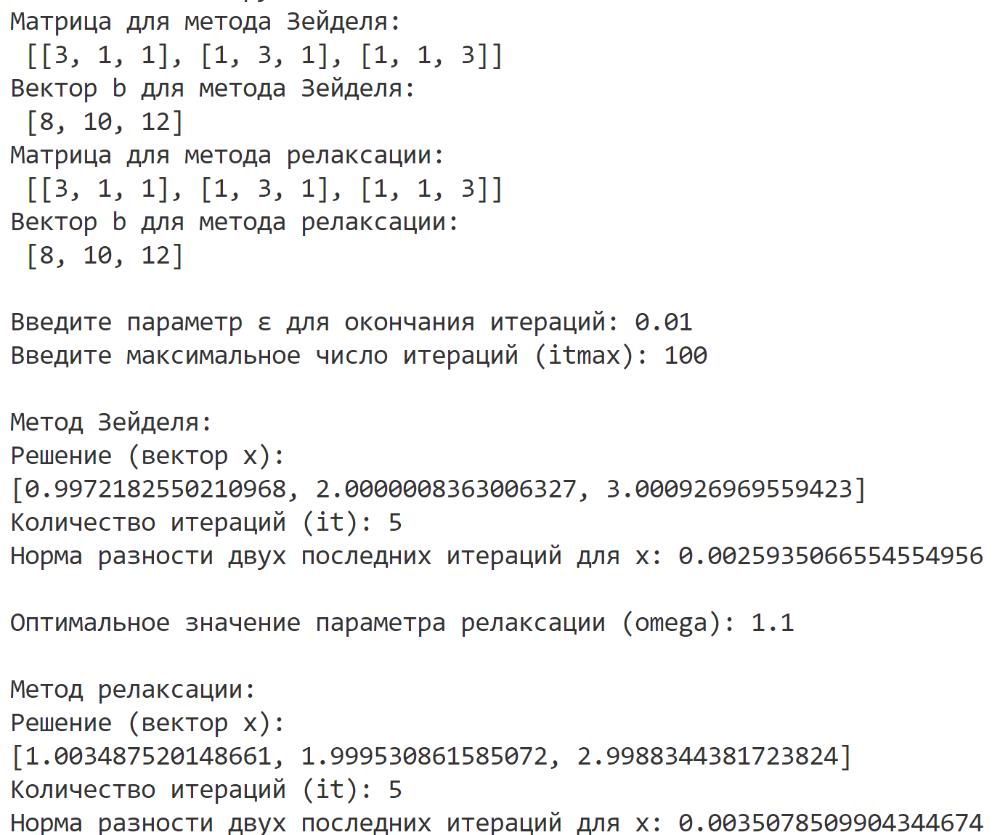 Матрица для метода Зейделя:
[[3, 1, 1], [1, 3, 1], [1, 1, 3]]
Вектор b для метода Зейделя:
[8, 10, 12]
Матрица для метода релаксации:
[[3, 1, 1], [1, 3, 1], [1, 1, 3]]
Вектор b для метода релаксации:
[8, 10, 12]
Введите параметр ε для окончания итераций: 0.01
Введите максимальное число итераций (itmax): 100
Метод Зейделя:
Решение (вектор x):
[0.9972182550210968, 2.0000008363006327, 3.000926969559423]
Количество итераций (it): 5
Норма разности двух последних итераций для x: 0.0025935066554554956
Оптимальное значение параметра релаксации (omega): 1.1
Метод релаксации:
Решение (вектор x):
[1.003487520148661, 1.999530861585072, 2.9988344381723824]
Количество итераций (it): 5
Норма разности двух последних итераций для x: 0.0035078509904344674